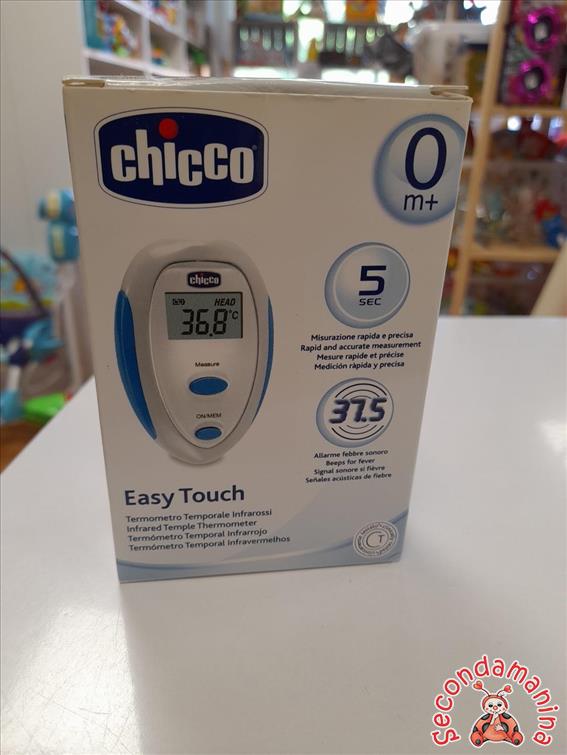 chicco
0
m+
chicco
HEAD
36,8°C
Measure
ON/MEM
5
SEC
Misurazione rapida e precisa
Rapid and accurate measurement
Mesure rapide et précise
Medición ràpida y precisa
37.5
Allarme febbre sonoro
Beeps for fever
Signal sonore si fièvre
Señales acústicas de fiebre
Easy Touch
Termometro Temporale Infrarossi
Infrared Temple Thermometer
Termómetro Temporal Infrarrojo
Termómetro Temporal Infravermelhos
Secondamanina